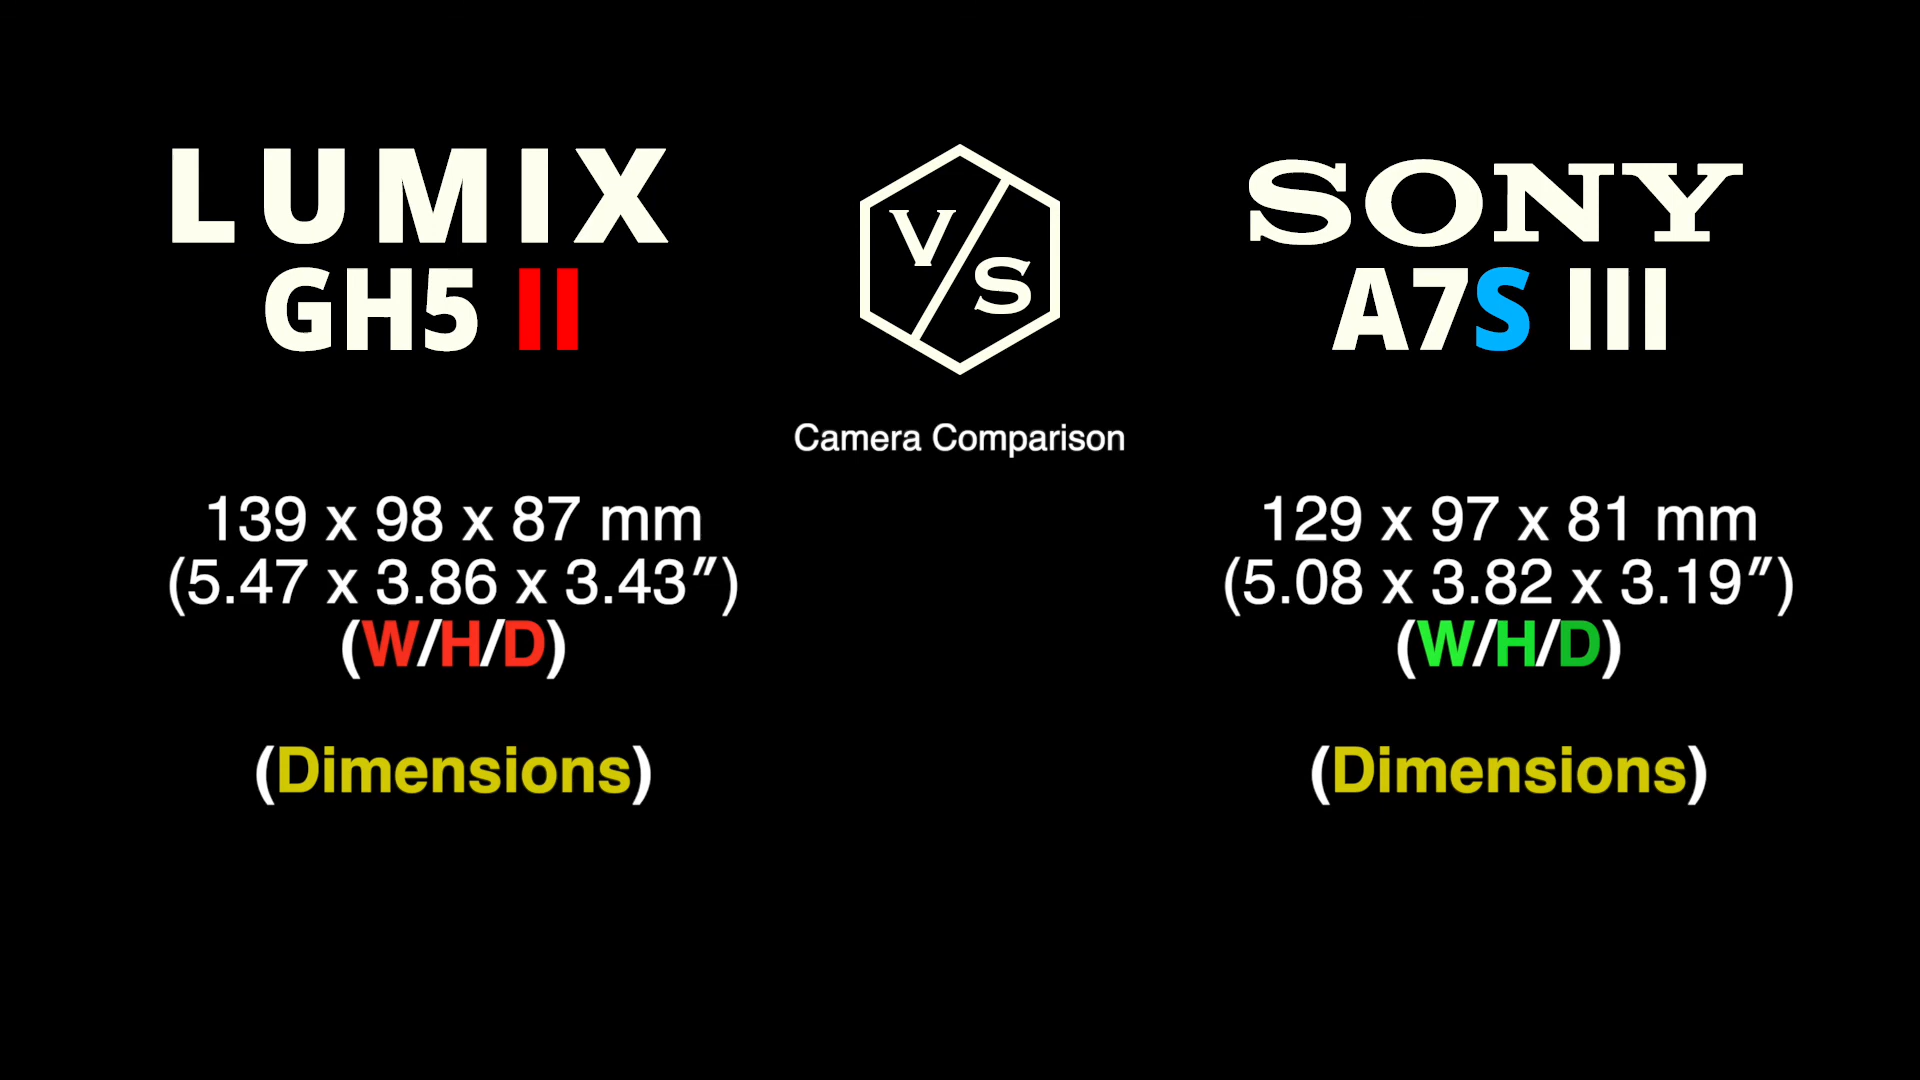 LUMIX
GH5 II
VS
SONY
A7S III
Camera Comparison
139 x 98 x 87 mm
(5.47 x 3.86 x 3.43″)
(W/H/D)
(Dimensions)
129 x 97 x 81 mm
(5.08 x 3.82 x 3.19″)
(W/H/D)
(Dimensions)